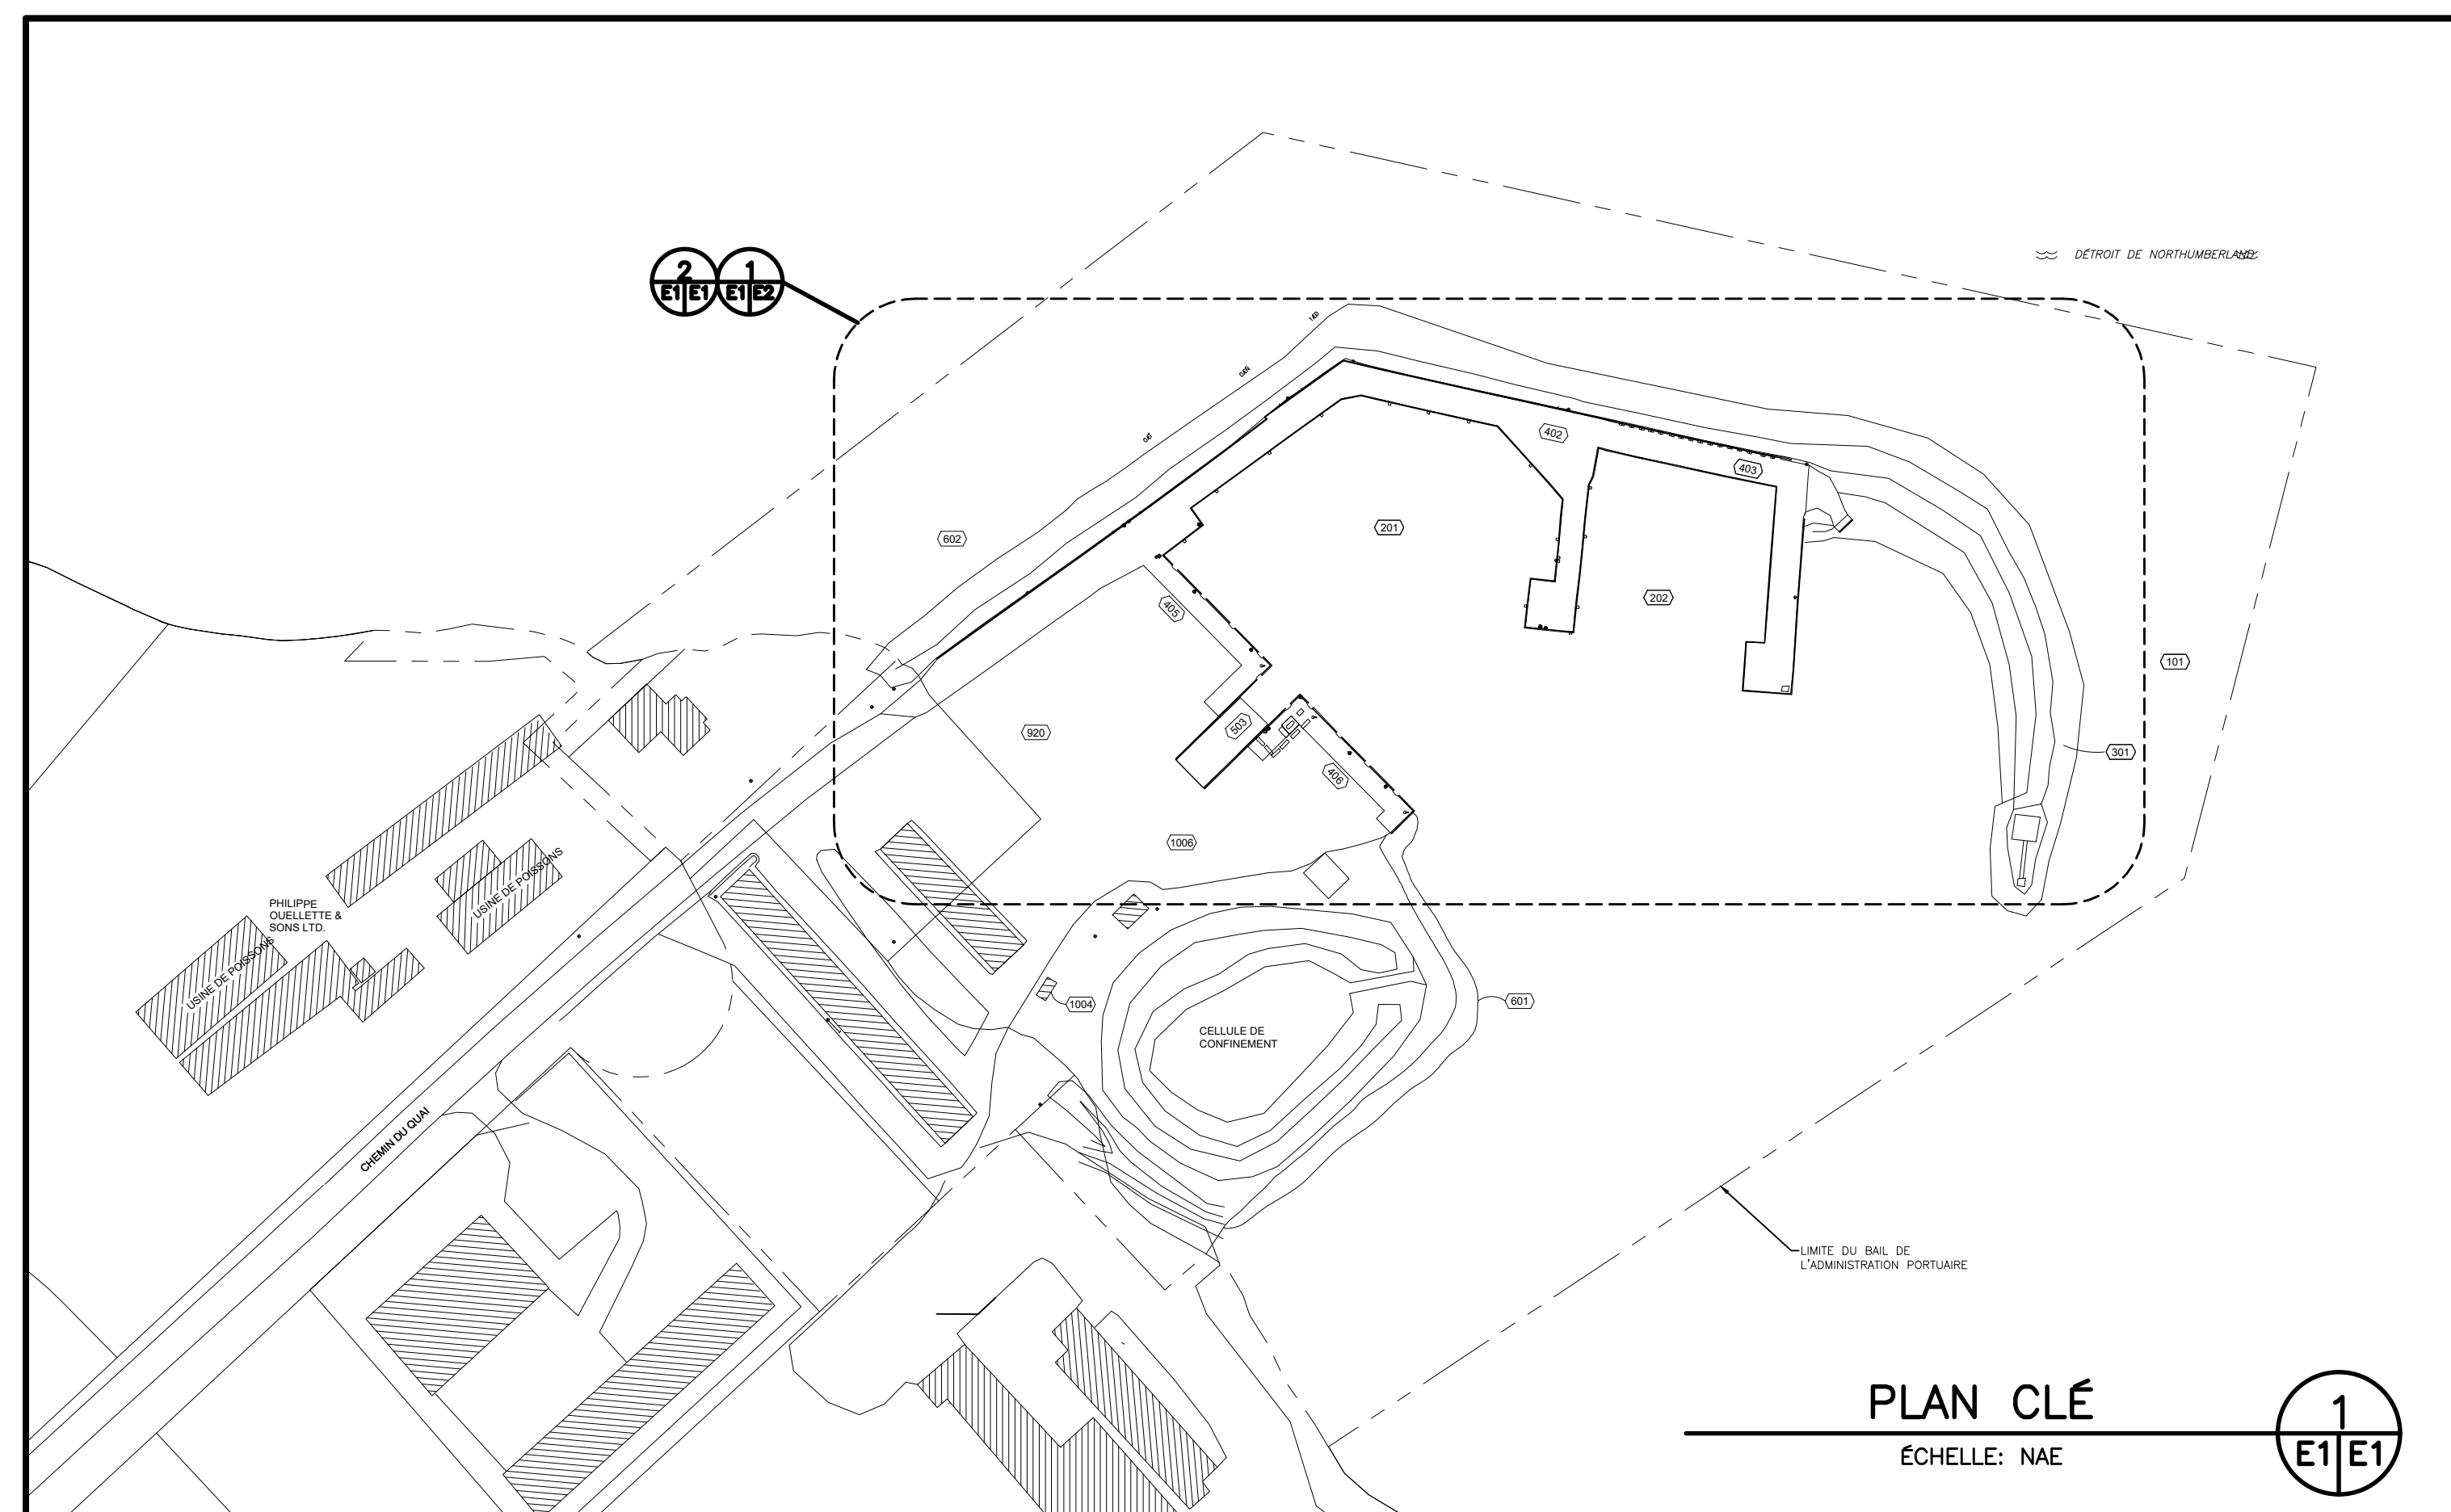 DÉTROIT DE NORTHUMBERLAND
2 1
E1 E1 E1 E2
402
403
201
602
202
405
101
920
503
301
406
1006
USINE DE POISSONS
PHILIPPE
OUELLETTE &
SONS LTD.
USINE DE POISSONS
1004
601
CELLULE DE
CONFINEMENT
CHEMIN DU QUAI
LIMITE DU BAIL DE
L'ADMINISTRATION PORTUAIRE
PLAN CLÉ
ÉCHELLE: NAE
1
E1 E1